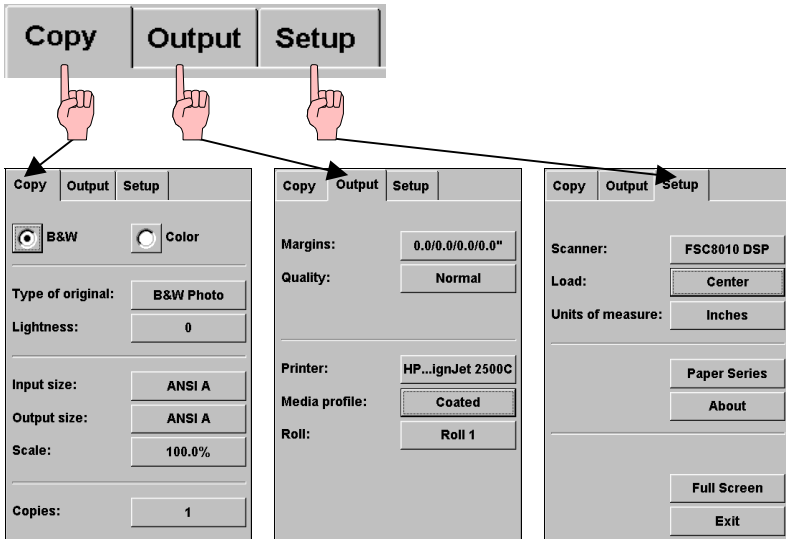 Copy Output Setup
Copy Output Setup
B&W Color
Type of original: B&W Photo
Lightness: 0
Input size: ANSI A
Output size: ANSI A
Scale: 100.0%
Copies: 1
Copy Output Setup
Margins: 0.0/0.0/0.0/0.0"
Quality: Normal
Printer: HP...ignJet 2500C
Media profile: Coated
Roll: Roll 1
Copy Output Setup
Scanner: FSC8010 DSP
Load: Center
Units of measure: Inches
Paper Series
About
Full Screen
Exit